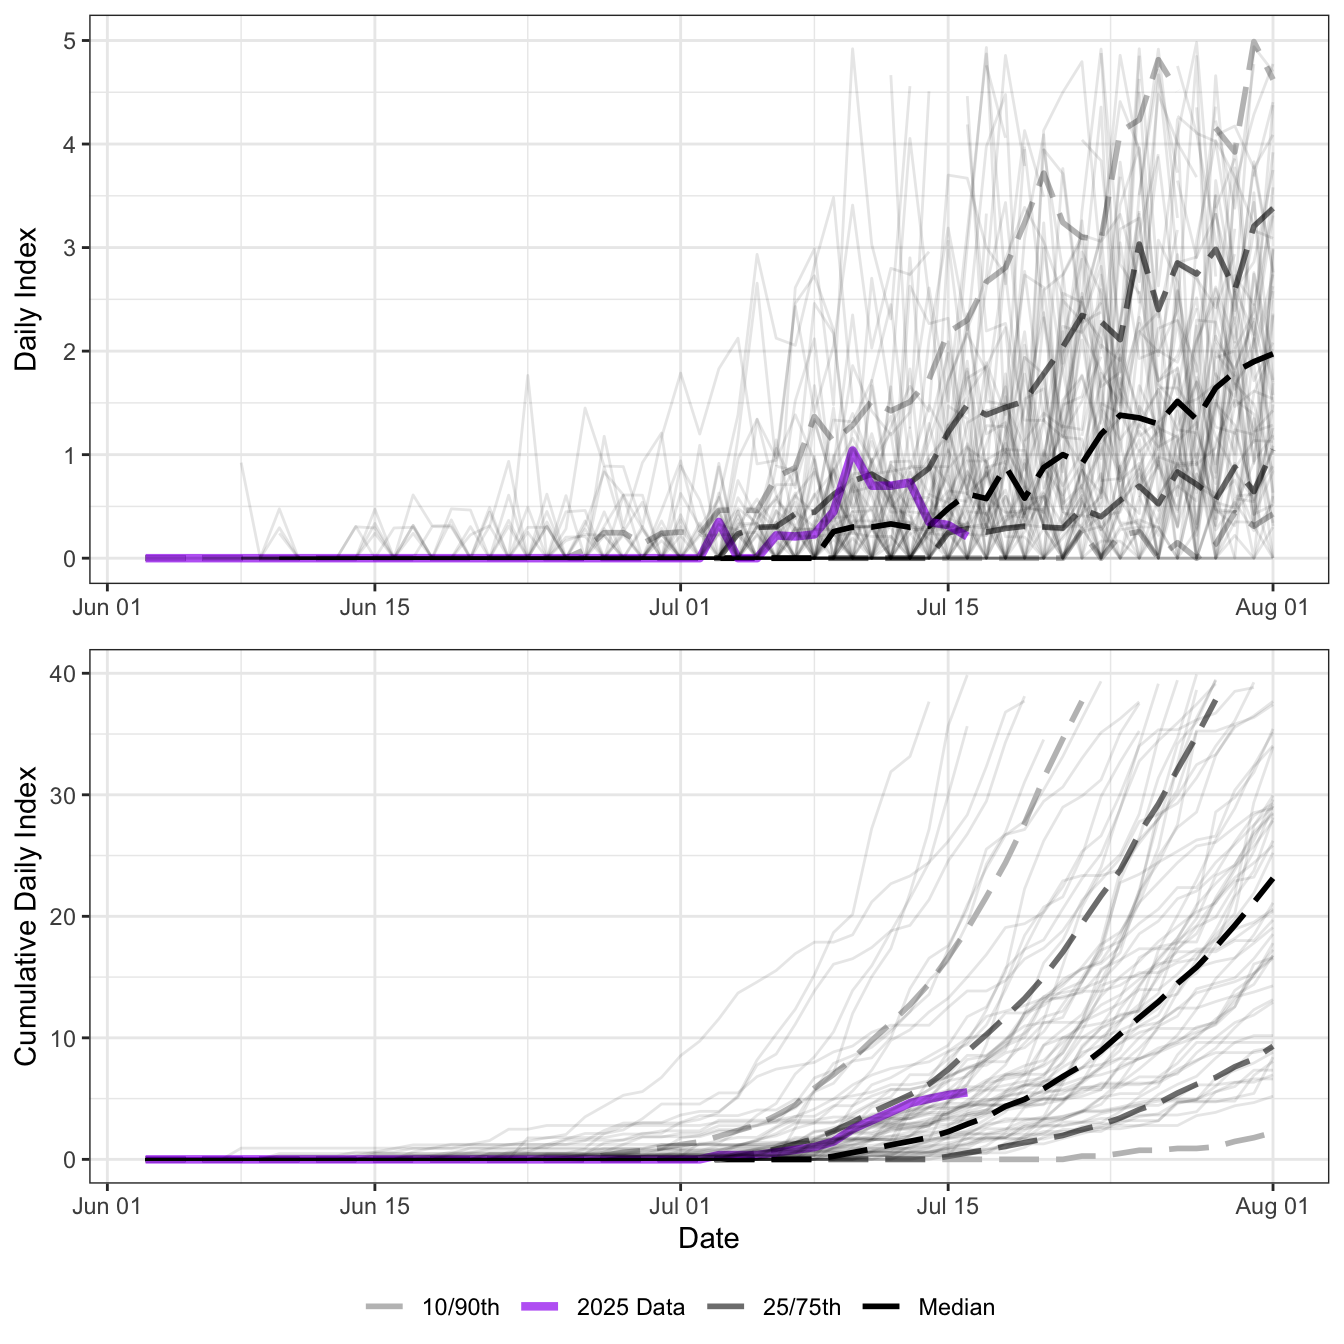 Daily Index
5
4
3
2
1
0
Jun 01
Jun 15
Jul 01
Jul 15
Aug 01
Cumulative Daily Index
40
30
20
10
0
Jun 01
Jun 15
Jul 01
Jul 15
Aug 01
Date
10/90th
2025 Data
25/75th
Median